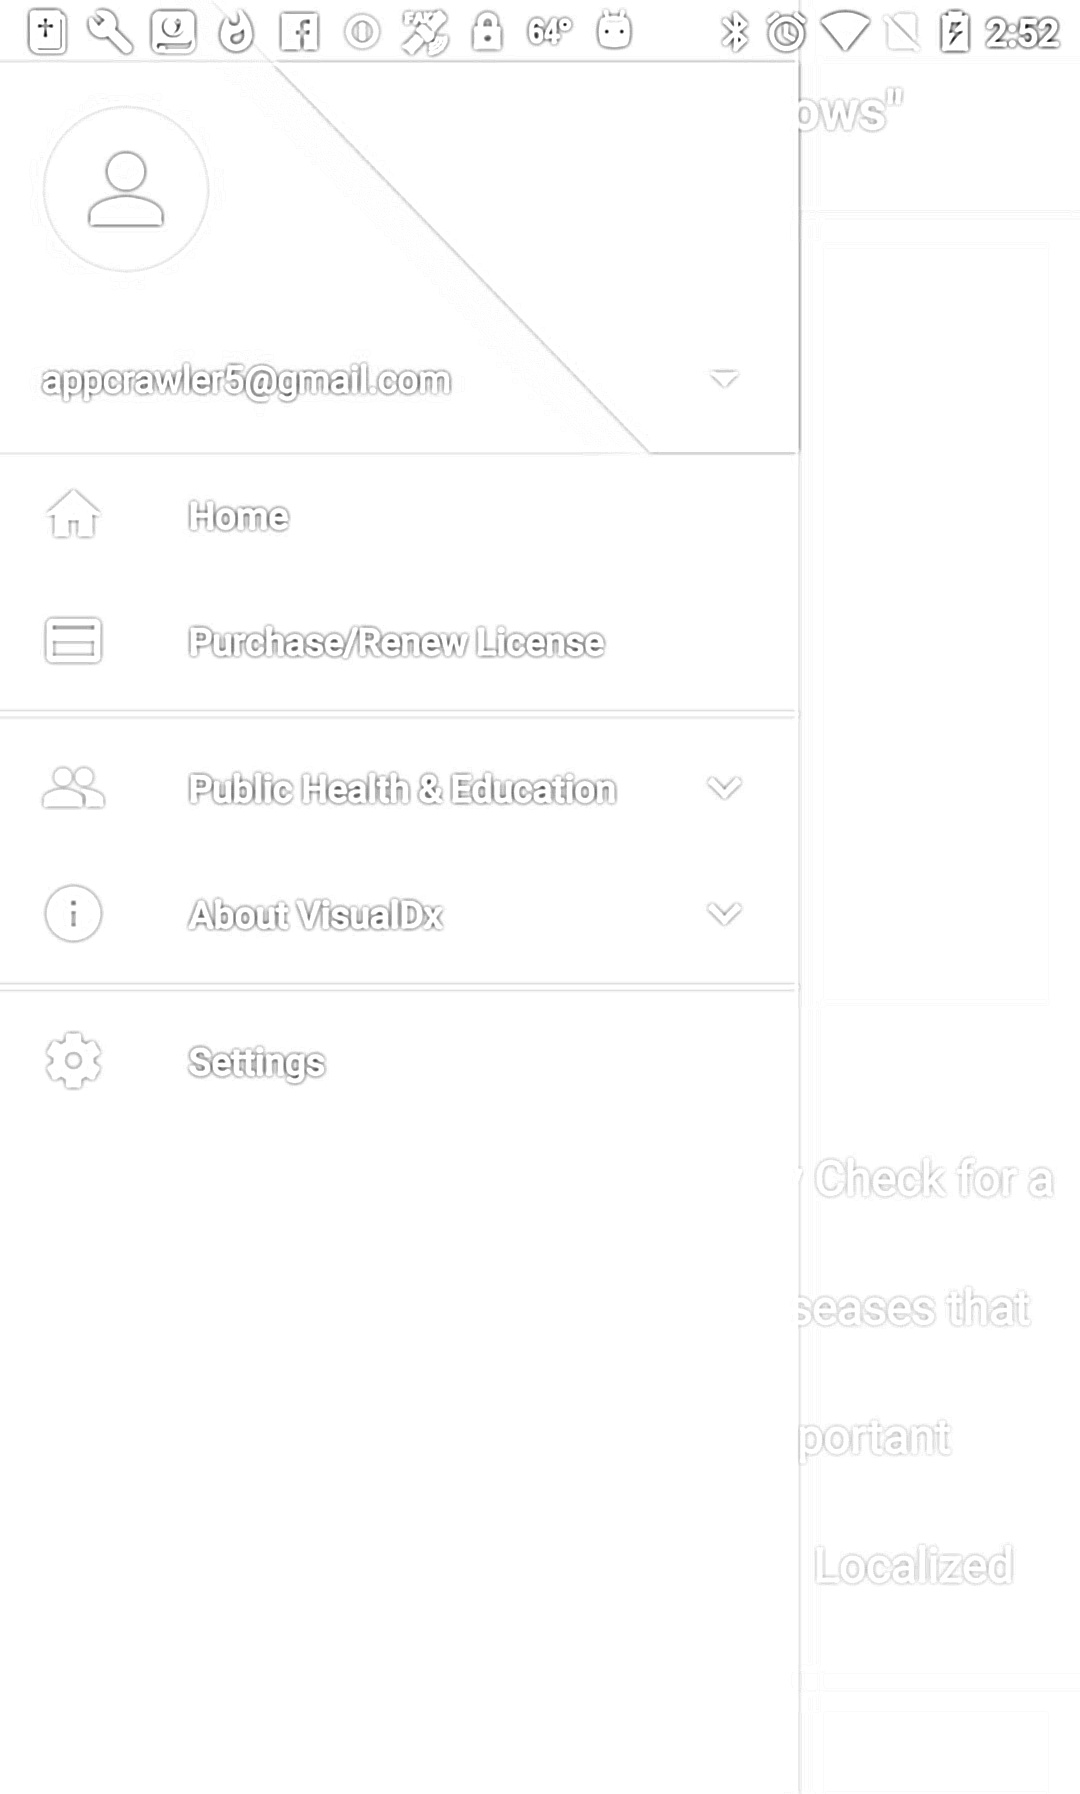 64° 2:52
ows"
appcrawler5@gmail.com
Home
Purchase/Renew License
Public Health & Education
About VisualDx
Settings
Check for a
seases that
portant
Localized